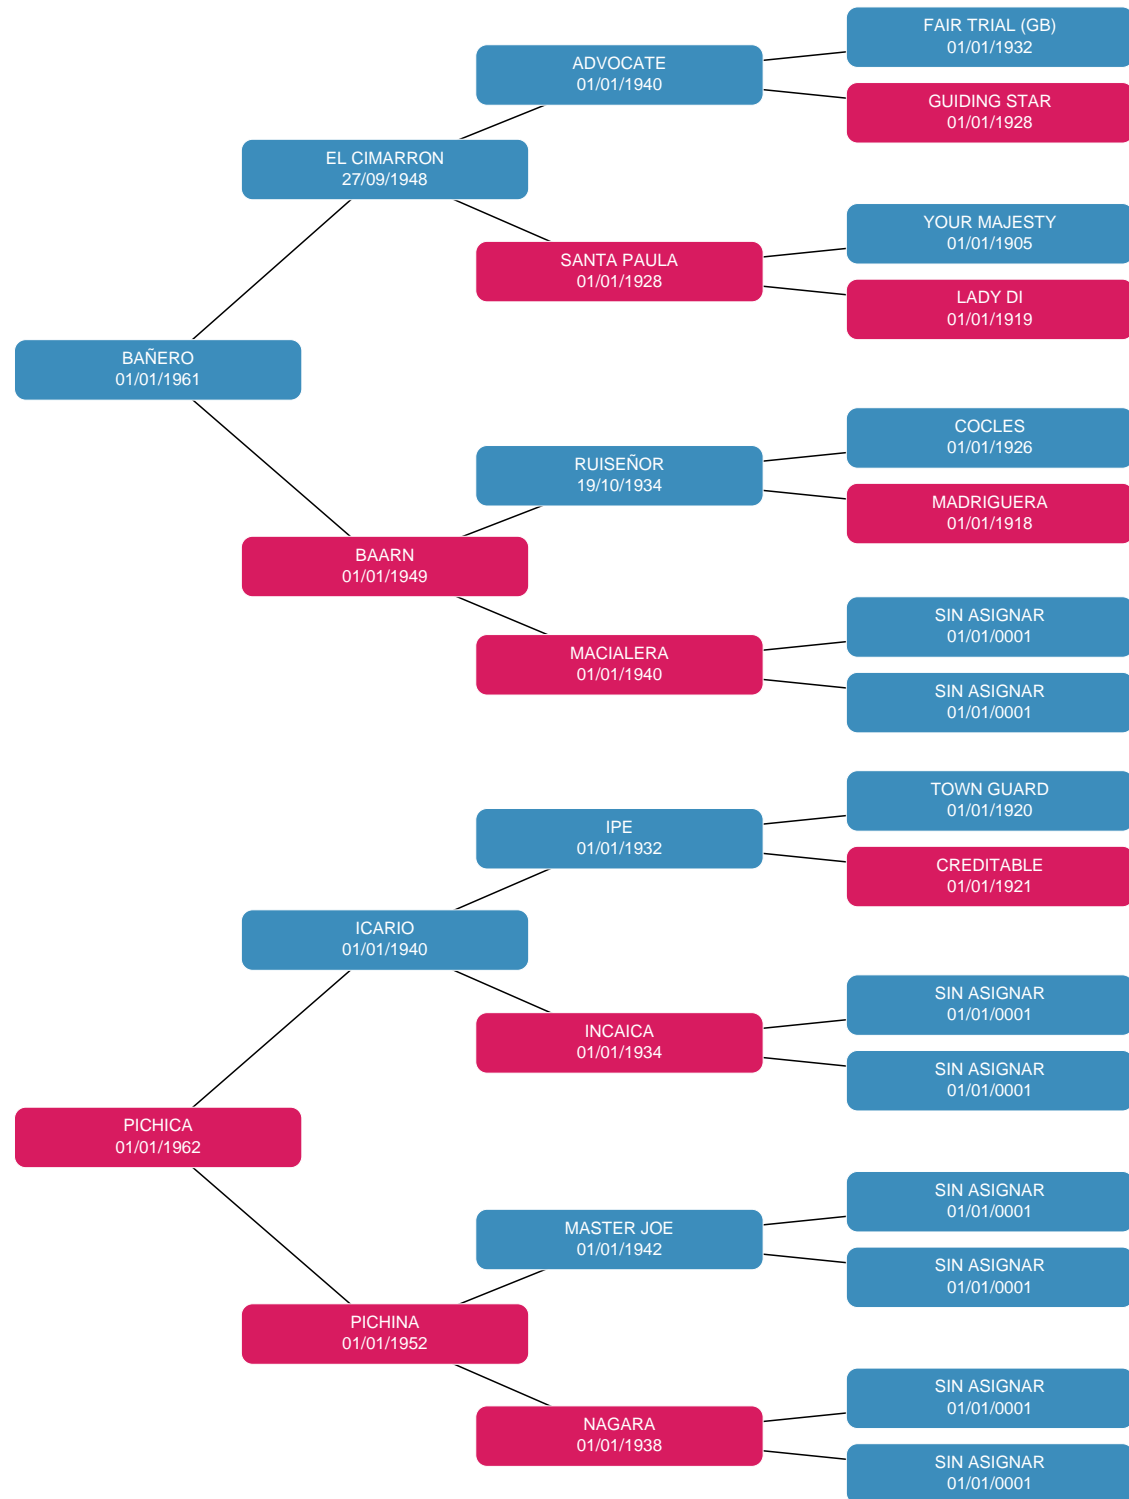 FAIR TRIAL (GB)
01/01/1932
ADVOCATE
01/01/1940
GUIDING STAR
01/01/1928
EL CIMARRON
27/09/1948
YOUR MAJESTY
01/01/1905
SANTA PAULA
01/01/1928
LADY DI
01/01/1919
BAÑERO
01/01/1961
COCLES
01/01/1926
RUISEÑOR
19/10/1934
MADRIGUERA
01/01/1918
BAARN
01/01/1949
SIN ASIGNAR
01/01/0001
MACIALERA
01/01/1940
SIN ASIGNAR
01/01/0001
TOWN GUARD
01/01/1920
IPE
01/01/1932
CREDITABLE
01/01/1921
ICARIO
01/01/1940
SIN ASIGNAR
01/01/0001
INCAICA
01/01/1934
SIN ASIGNAR
01/01/0001
PICHICA
01/01/1962
SIN ASIGNAR
01/01/0001
MASTER JOE
01/01/1942
SIN ASIGNAR
01/01/0001
PICHINA
01/01/1952
SIN ASIGNAR
01/01/0001
NAGARA
01/01/1938
SIN ASIGNAR
01/01/0001